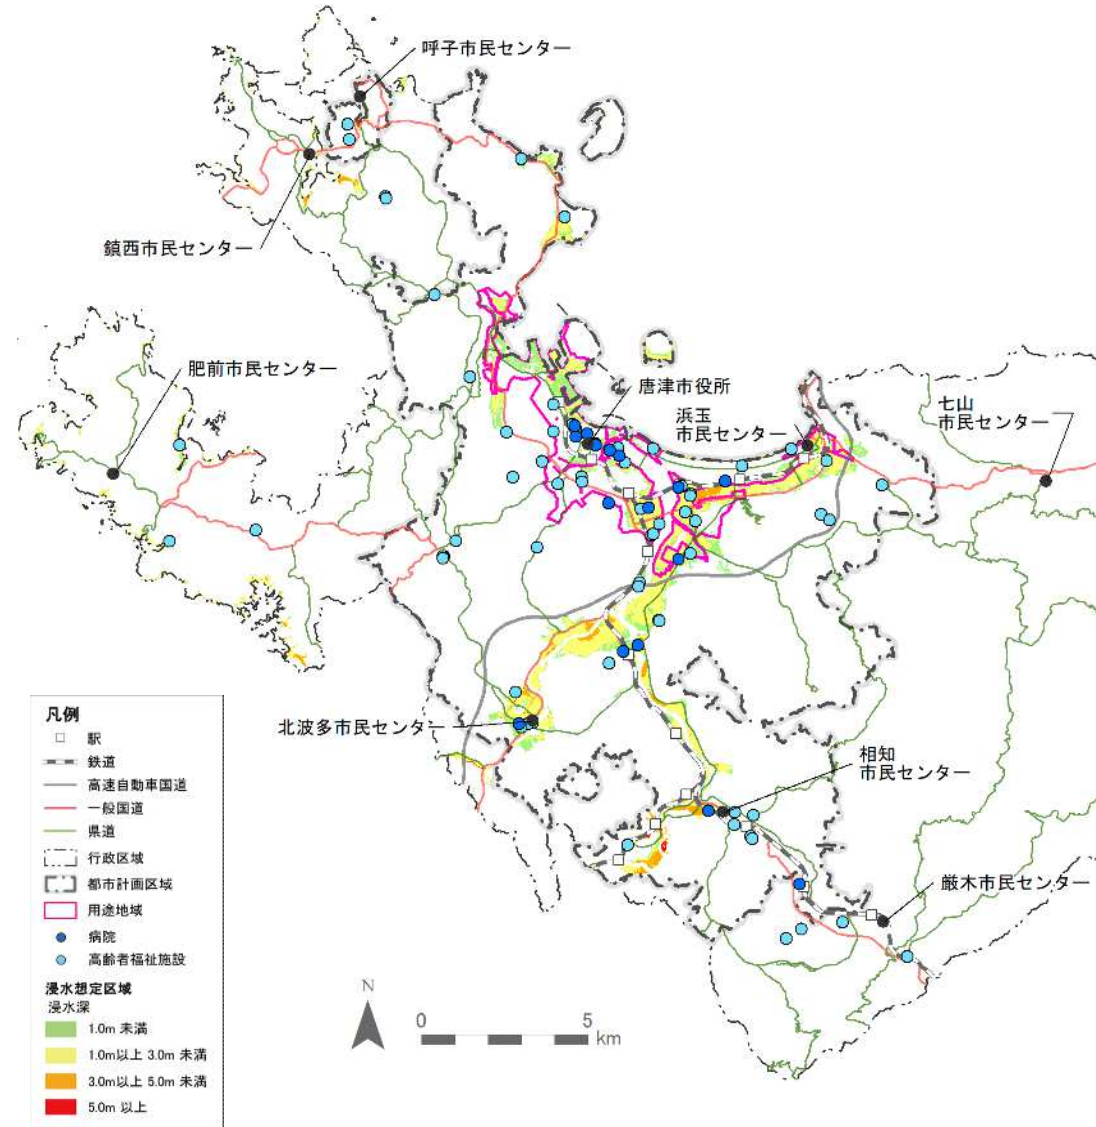 呼子市民センター
鎮西市民センター
肥前市民センター
唐津市役所
浜玉
市民センター
七山
市民センター
北波多市民センター
相知
市民センター
厳木市民センター
凡例
駅
鉄道
高速自動車国道
一般国道
県道
行政区域
都市計画区域
用途地域
病院
高齢者福祉施設
浸水想定区域
浸水深
1.0m 未満
1.0m以上 3.0m 未満
3.0m以上 5.0m 未満
5.0m 以上
N
0 5
km